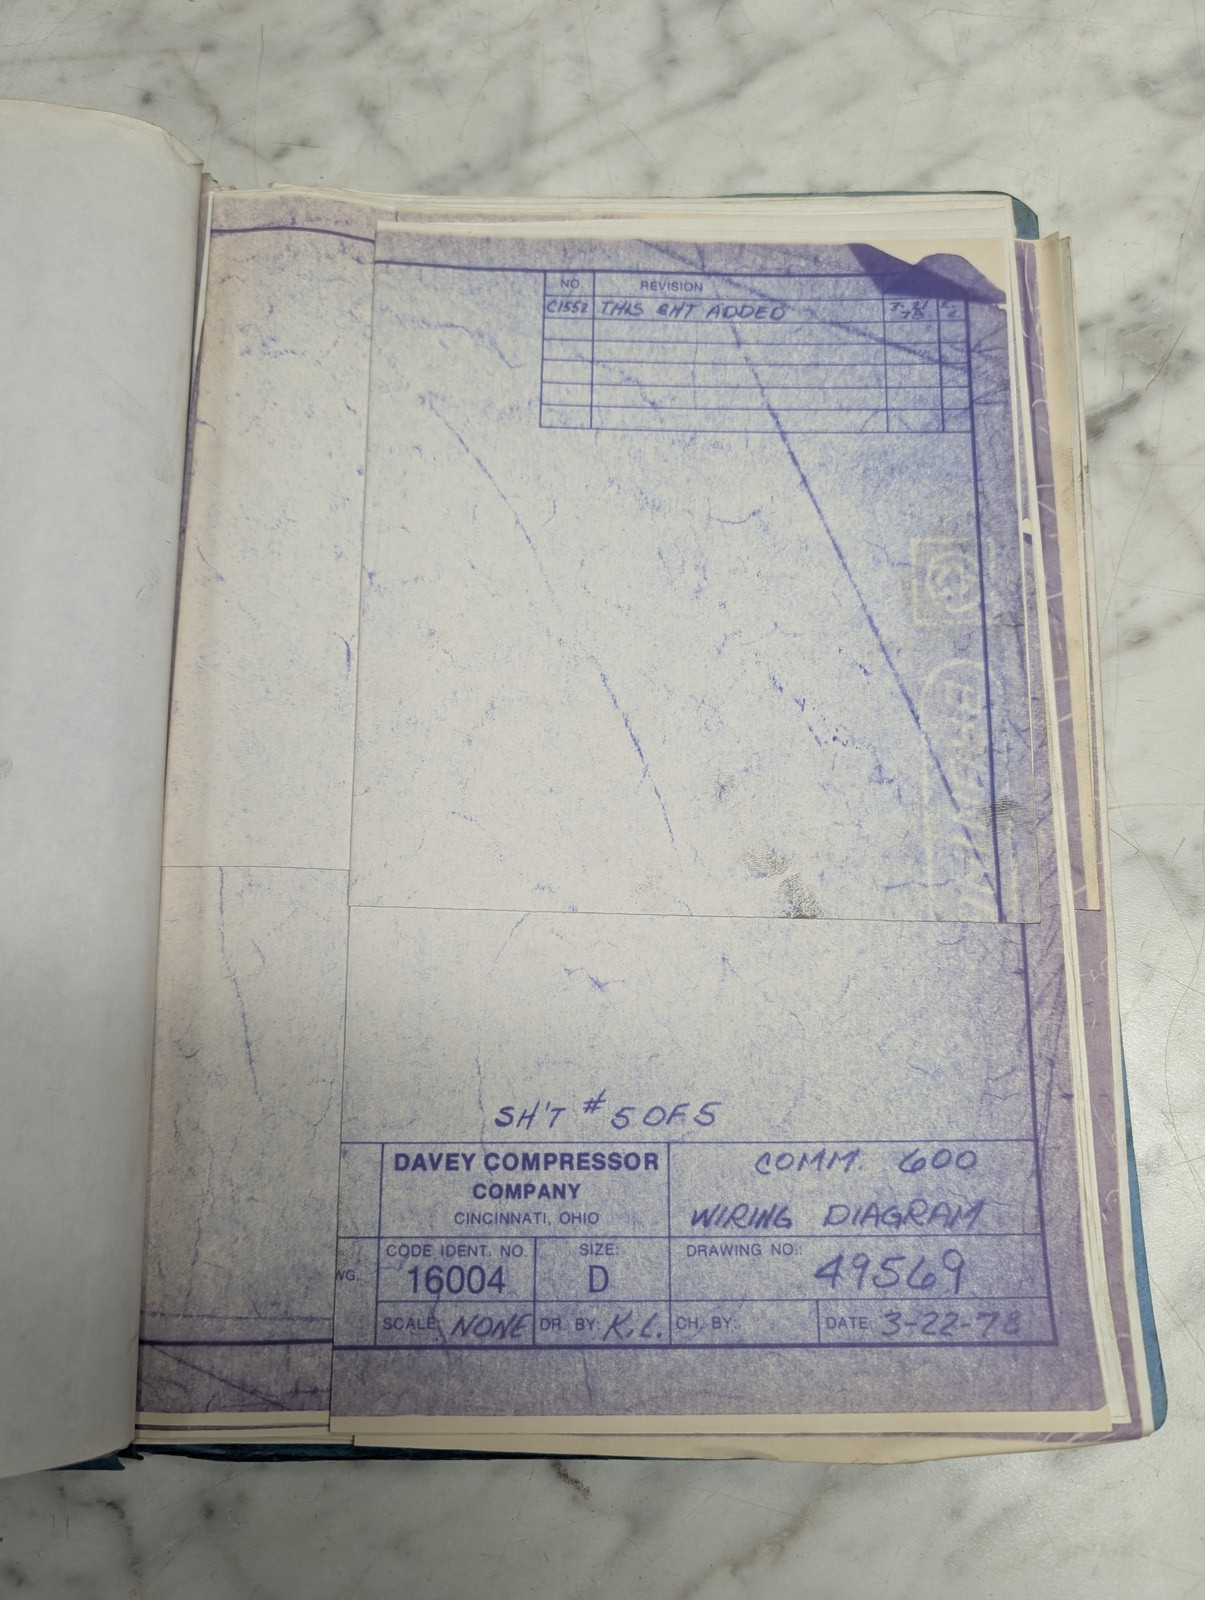 NO. REVISION
C1552 THIS SHT ADDED
SH'T # 5 OF 5
DAVEY COMPRESSOR
COMPANY
CINCINNATI, OHIO
COMM. 600
WIRING DIAGRAM
CODE IDENT. NO.
16004
SIZE:
D
DRAWING NO.:
49569
WG.
SCALE: NONE
DR. BY: K.L.
CH. BY:
DATE: 3-22-78